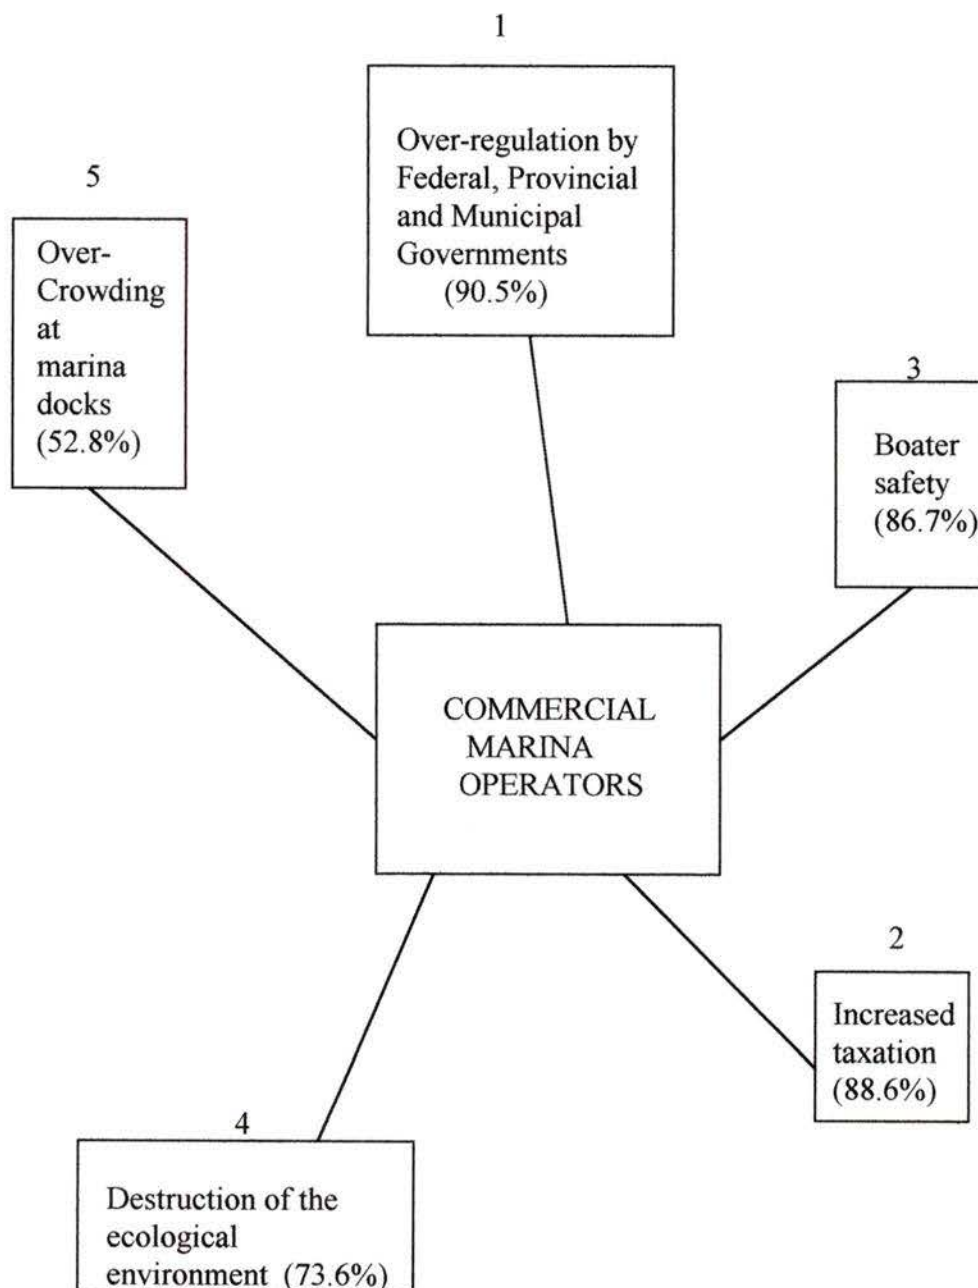 1
Over-regulation by
Federal, Provincial
and Municipal
Governments
(90.5%)
5
Over-
Crowding
at
marina
docks
(52.8%)
3
Boater
safety
(86.7%)
COMMERCIAL
MARINA
OPERATORS
2
Increased
taxation
(88.6%)
4
Destruction of the
ecological
environment (73.6%)